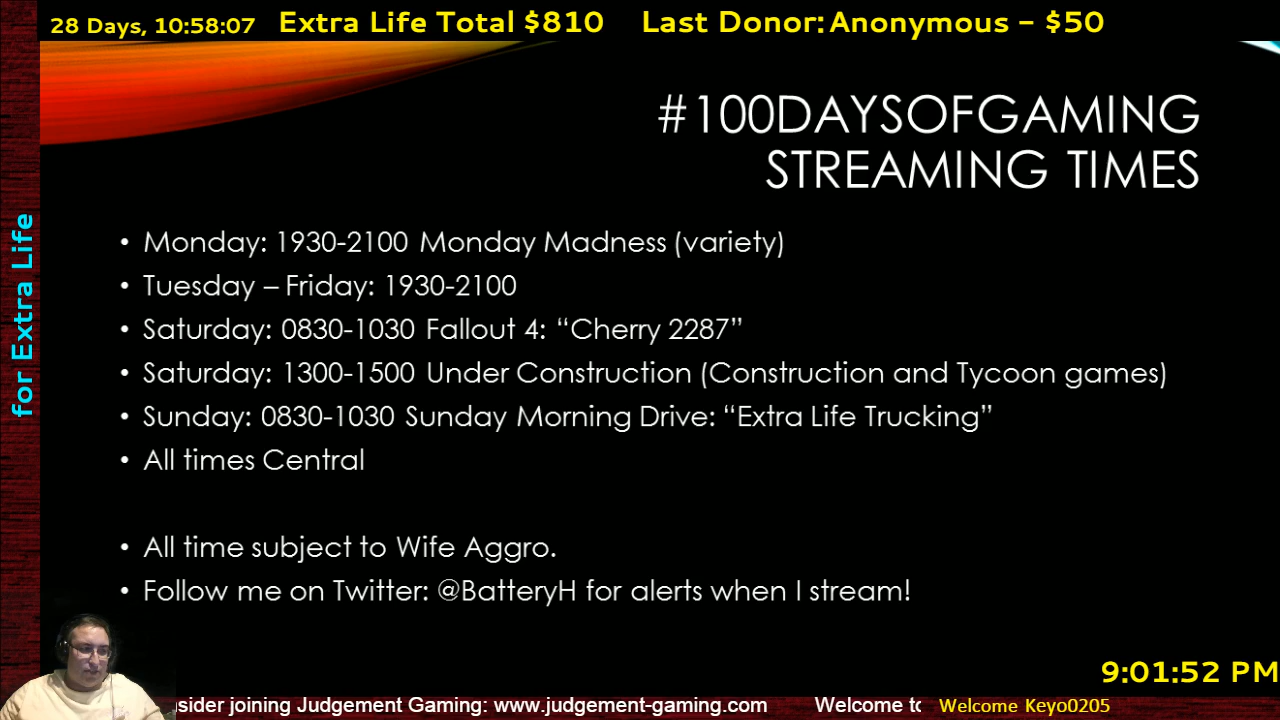 28 Days, 10:58:07 Extra Life Total $810 Last Donor: Anonymous - $50
for Extra Life
#100DAYSOFGAMING
STREAMING TIMES
• Monday: 1930-2100 Monday Madness (variety)
• Tuesday – Friday: 1930-2100
• Saturday: 0830-1030 Fallout 4: “Cherry 2287”
• Saturday: 1300-1500 Under Construction (Construction and Tycoon games)
• Sunday: 0830-1030 Sunday Morning Drive: “Extra Life Trucking”
• All times Central
• All time subject to Wife Aggro.
• Follow me on Twitter: @BatteryH for alerts when I stream!
9:01:52 PM
sider joining Judgement Gaming: www.judgement-gaming.com Welcome to Welcome Keyo0205